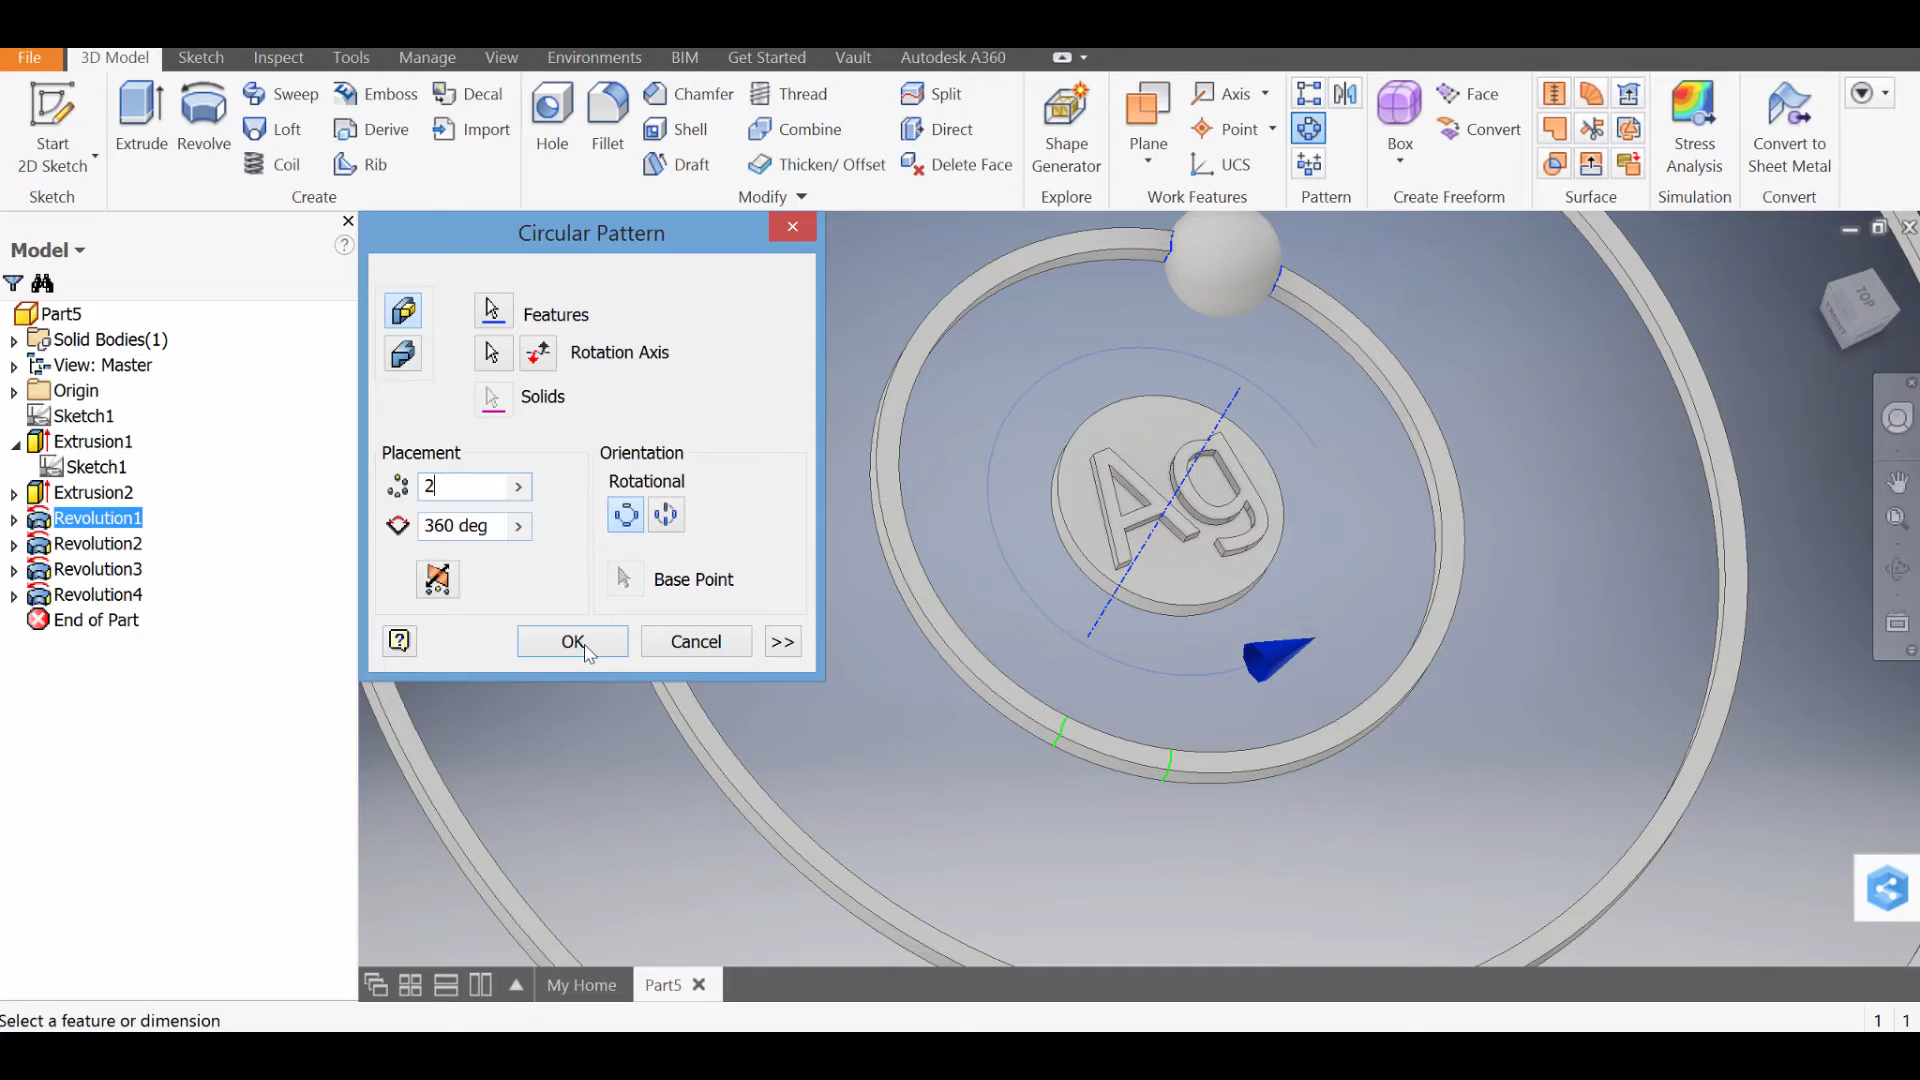 File 3D Model Sketch Inspect Tools Manage View Environments BIM Get Started Vault Autodesk A360
Start
2D Sketch
Sketch
Extrude
Revolve
Sweep
Loft
Coil
Emboss
Derive
Rib
Decal
Import
Create
Hole
Fillet
Chamfer
Shell
Draft
Thread
Combine
Thicken/ Offset
Split
Direct
Delete Face
Modify
Shape
Generator
Explore
Plane
Axis
Point
UCS
Work Features
Pattern
Box
Face
Convert
Create Freeform
Surface
Stress
Analysis
Simulation
Convert to
Sheet Metal
Convert
Model
Part5
Solid Bodies(1)
View: Master
Origin
Sketch1
Extrusion1
Sketch1
Extrusion2
Revolution1
Revolution2
Revolution3
Revolution4
End of Part
Circular Pattern
Features
Rotation Axis
Solids
Placement
2
360 deg
Orientation
Rotational
Base Point
OK
Cancel
>>
Ag
TOP
FRONT
My Home
Part5
Select a feature or dimension
1 1